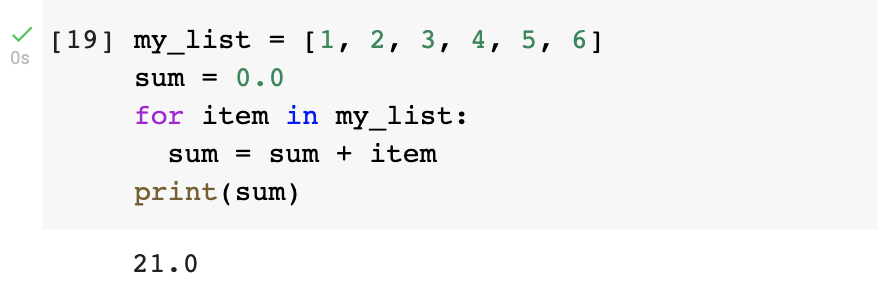 [19] my_list = [1, 2, 3, 4, 5, 6]
0s
sum = 0.0
for item in my_list:
  sum = sum + item
print(sum)
21.0